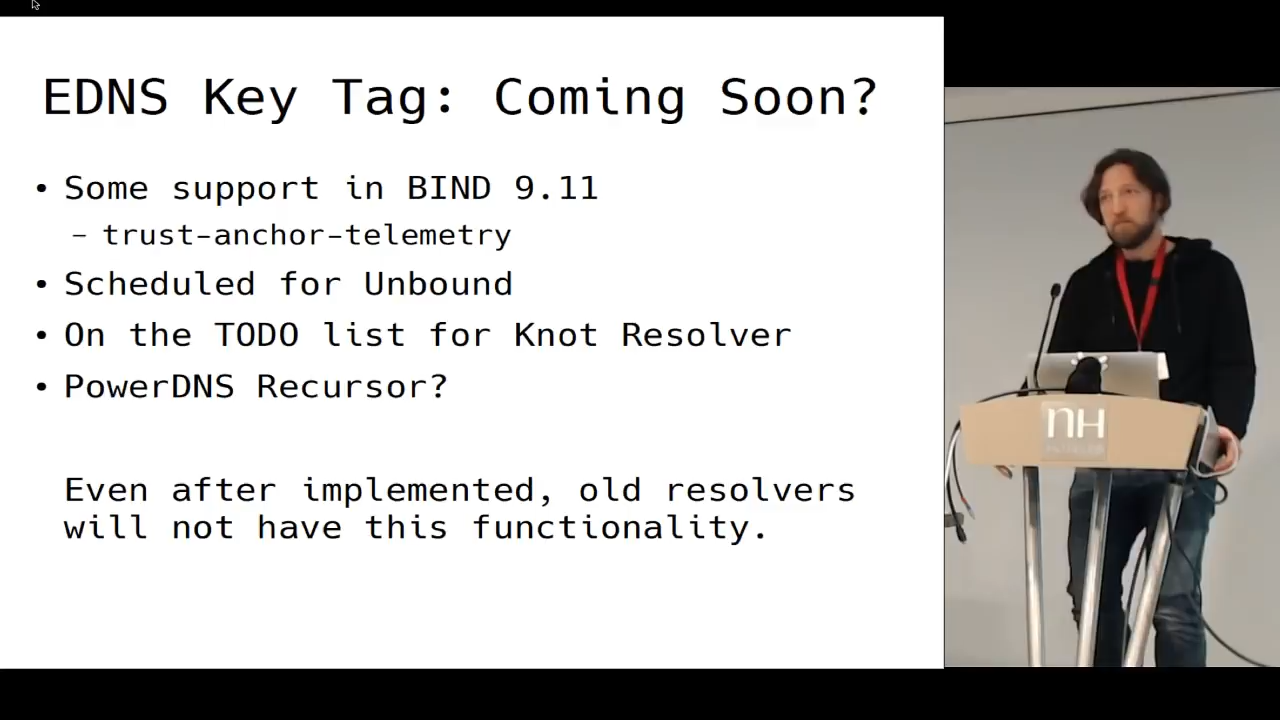 EDNS Key Tag: Coming Soon?
• Some support in BIND 9.11
– trust-anchor-telemetry
• Scheduled for Unbound
• On the TODO list for Knot Resolver
• PowerDNS Recursor?
Even after implemented, old resolvers
will not have this functionality.
nH